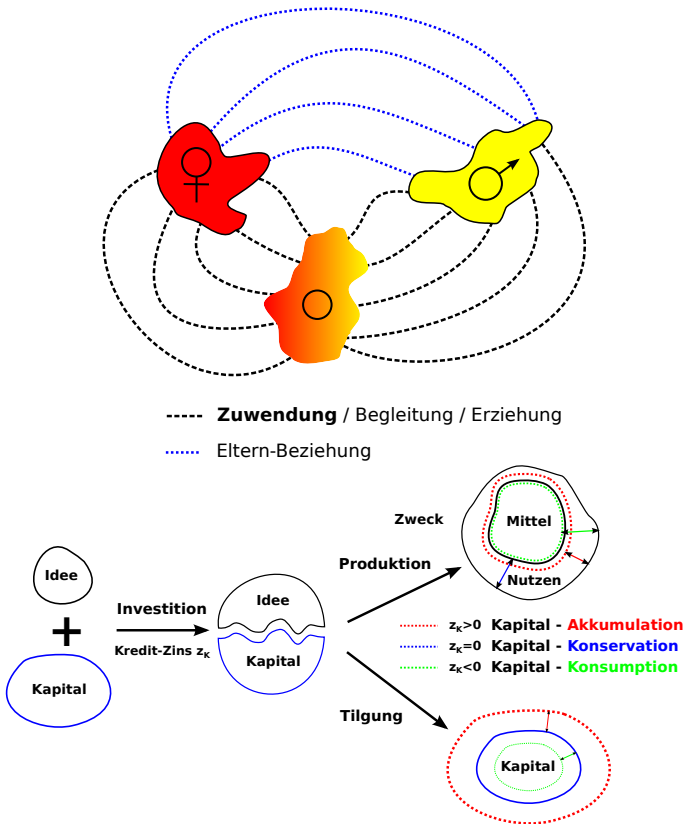 Zuwendung / Begleitung / Erziehung
Eltern-Beziehung
Zweck
Mittel
Nutzen
Produktion
Idee
+
Kapital
Investition
Kredit-Zins zK
Idee
Kapital
zK>0 Kapital - Akkumulation
zK=0 Kapital - Konservation
zK<0 Kapital - Konsumption
Tilgung
Kapital